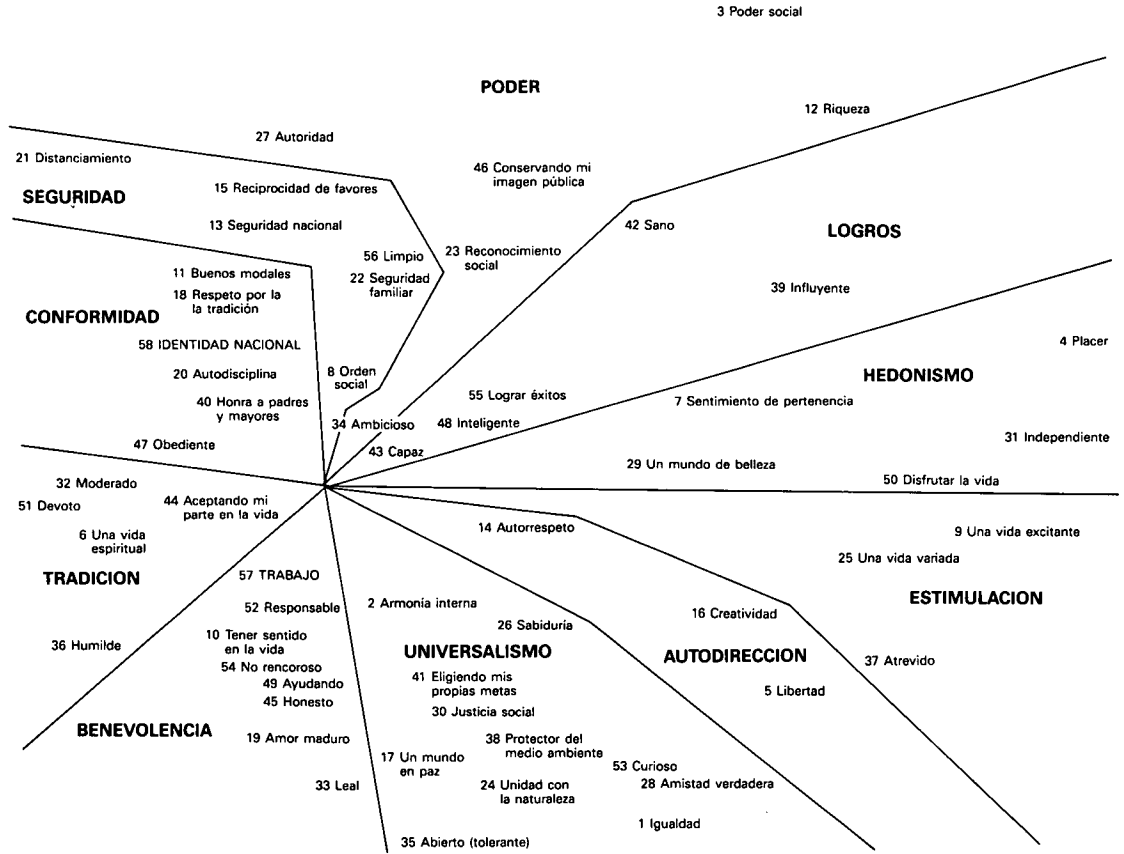 3 Poder social
PODER
12 Riqueza
27 Autoridad
21 Distanciamiento
46 Conservando mi
imagen pública
15 Reciprocidad de favores
SEGURIDAD
13 Seguridad nacional
42 Sano
LOGROS
56 Limpio
23 Reconocimiento
social
11 Buenos modales
22 Seguridad
familiar
18 Respeto por la
la tradición
39 Influyente
CONFORMIDAD
58 IDENTIDAD NACIONAL
4 Placer
20 Autodisciplina
8 Orden
social
HEDONISMO
40 Honra a padres
y mayores
55 Lograr éxitos
7 Sentimiento de pertenencia
34 Ambicioso
48 Inteligente
47 Obediente
43 Capaz
31 Independiente
29 Un mundo de belleza
32 Moderado
50 Disfrutar la vida
51 Devoto
44 Aceptando mi
parte en la vida
14 Autorrespeto
6 Una vida
espiritual
9 Una vida excitante
25 Una vida variada
TRADICION
57 TRABAJO
ESTIMULACION
52 Responsable
2 Armonía interna
16 Creatividad
26 Sabiduría
10 Tener sentido
en la vida
36 Humilde
UNIVERSALISMO
AUTODIRECCION
37 Atrevido
54 No rencoroso
41 Eligiendo mis
propias metas
49 Ayudando
5 Libertad
45 Honesto
30 Justicia social
BENEVOLENCIA
19 Amor maduro
38 Protector del
medio ambiente
17 Un mundo
en paz
53 Curioso
33 Leal
24 Unidad con
la naturaleza
28 Amistad verdadera
1 Igualdad
35 Abierto (tolerante)